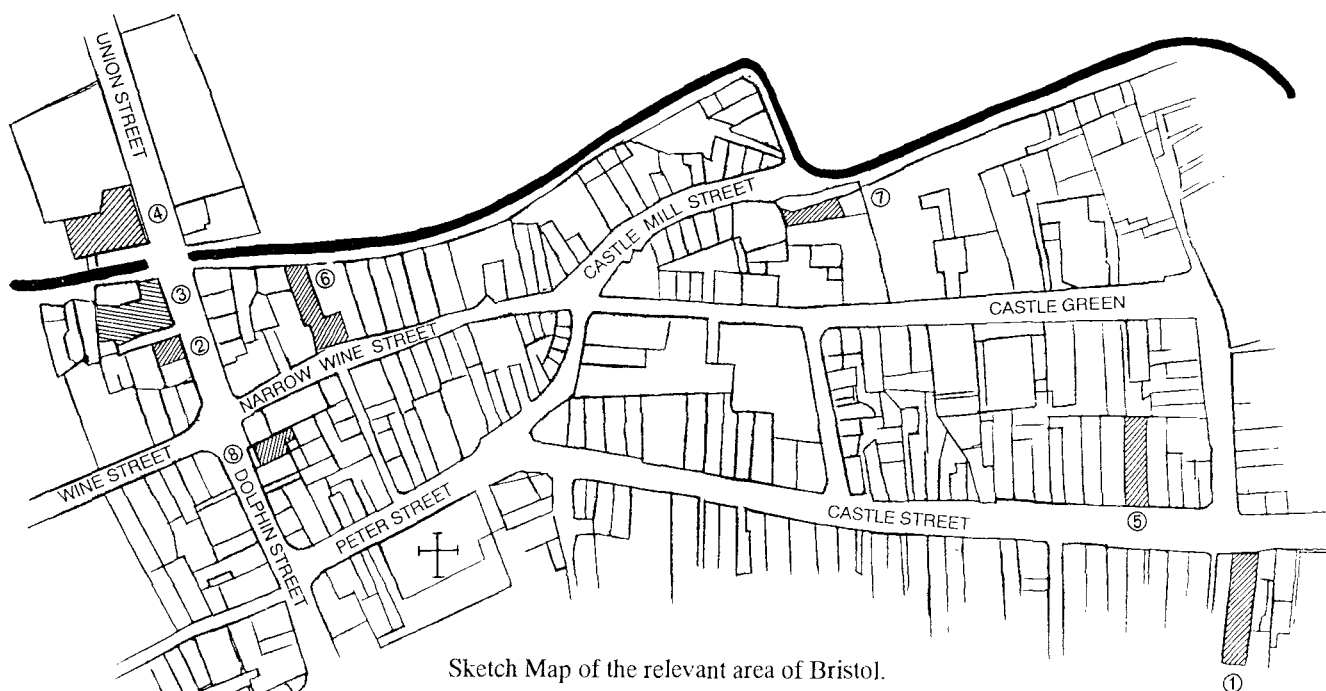 UNION STREET
④
⑦
CASTLE MILL STREET
⑥
③
②
CASTLE GREEN
NARROW WINE STREET
⑧
WINE STREET
DOLPHIN STREET
PETER STREET
CASTLE STREET
⑤
Sketch Map of the relevant area of Bristol.
①